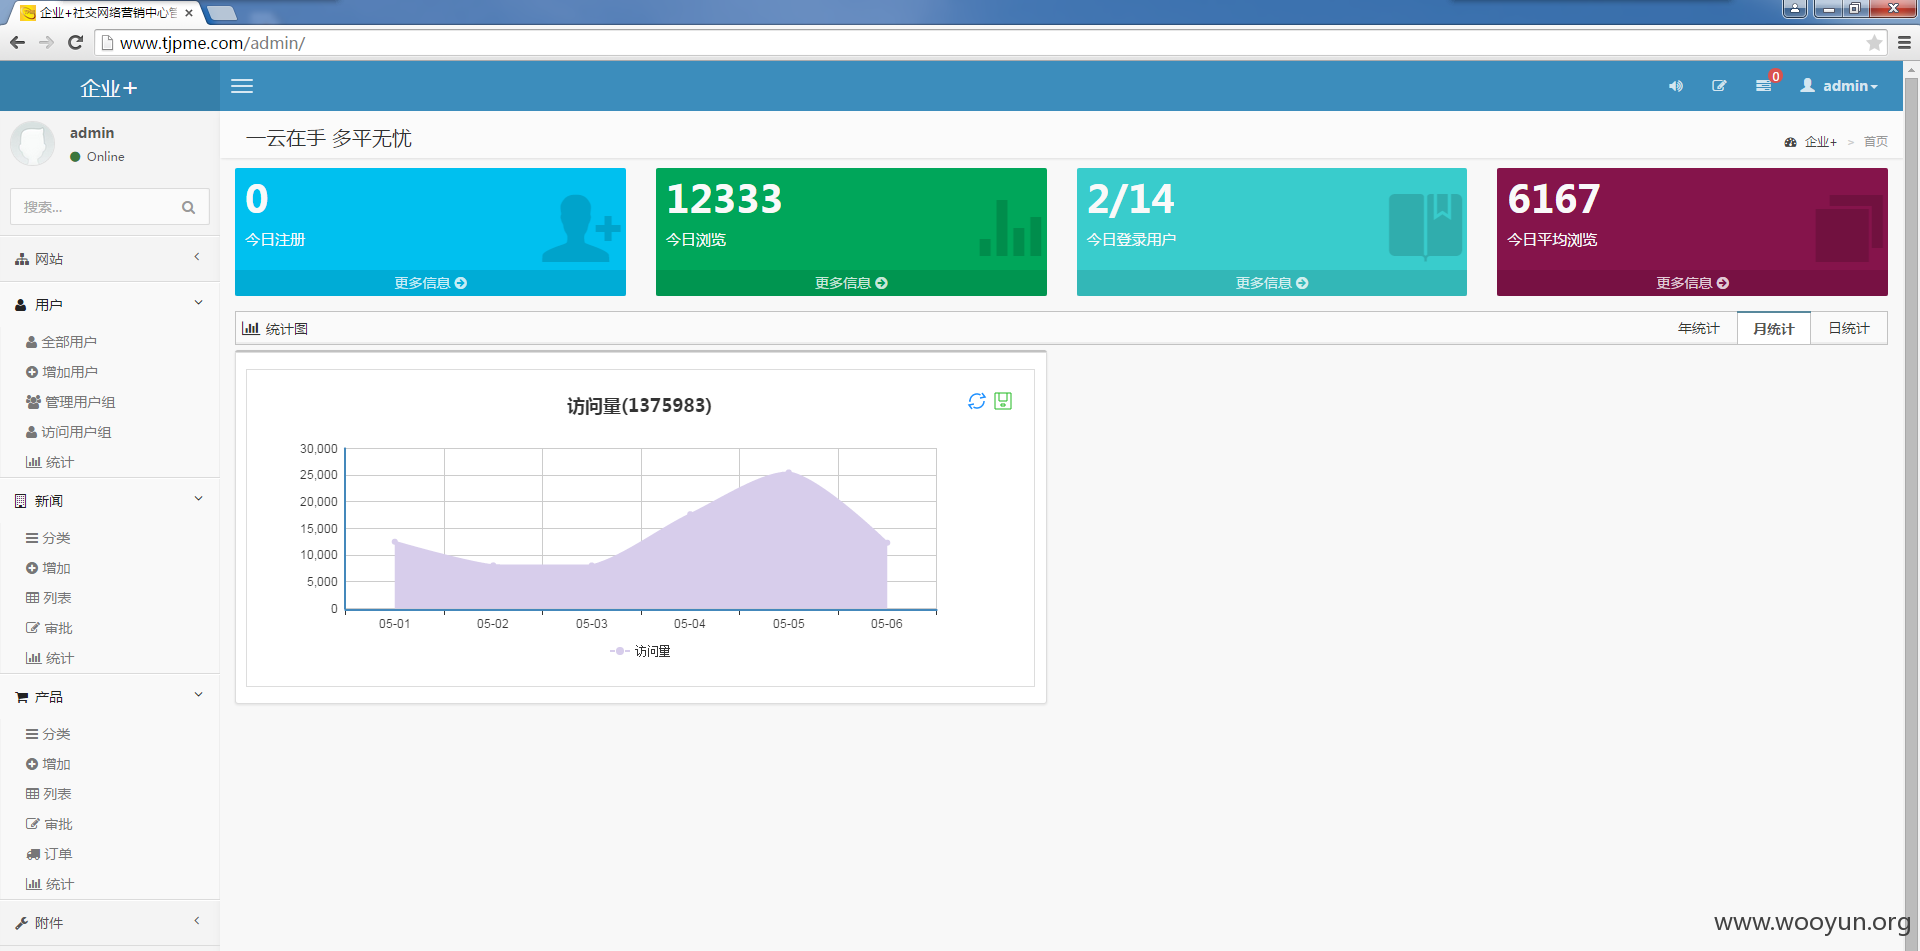 企业+社交网络营销中心管
www.tjpme.com/admin/
企业+
0
admin
admin
Online
搜索...
网站
用户
全部用户
增加用户
管理用户组
访问用户组
统计
新闻
分类
增加
列表
审批
统计
产品
分类
增加
列表
审批
订单
统计
附件
一云在手 多平无忧
企业+ > 首页
0
今日注册
更多信息
12333
今日浏览
更多信息
2/14
今日登录用户
更多信息
6167
今日平均浏览
更多信息
统计图
年统计
月统计
日统计
访问量(1375983)
30,000
25,000
20,000
15,000
10,000
5,000
0
05-01 05-02 05-03 05-04 05-05 05-06
访问量
www.wooyun.org